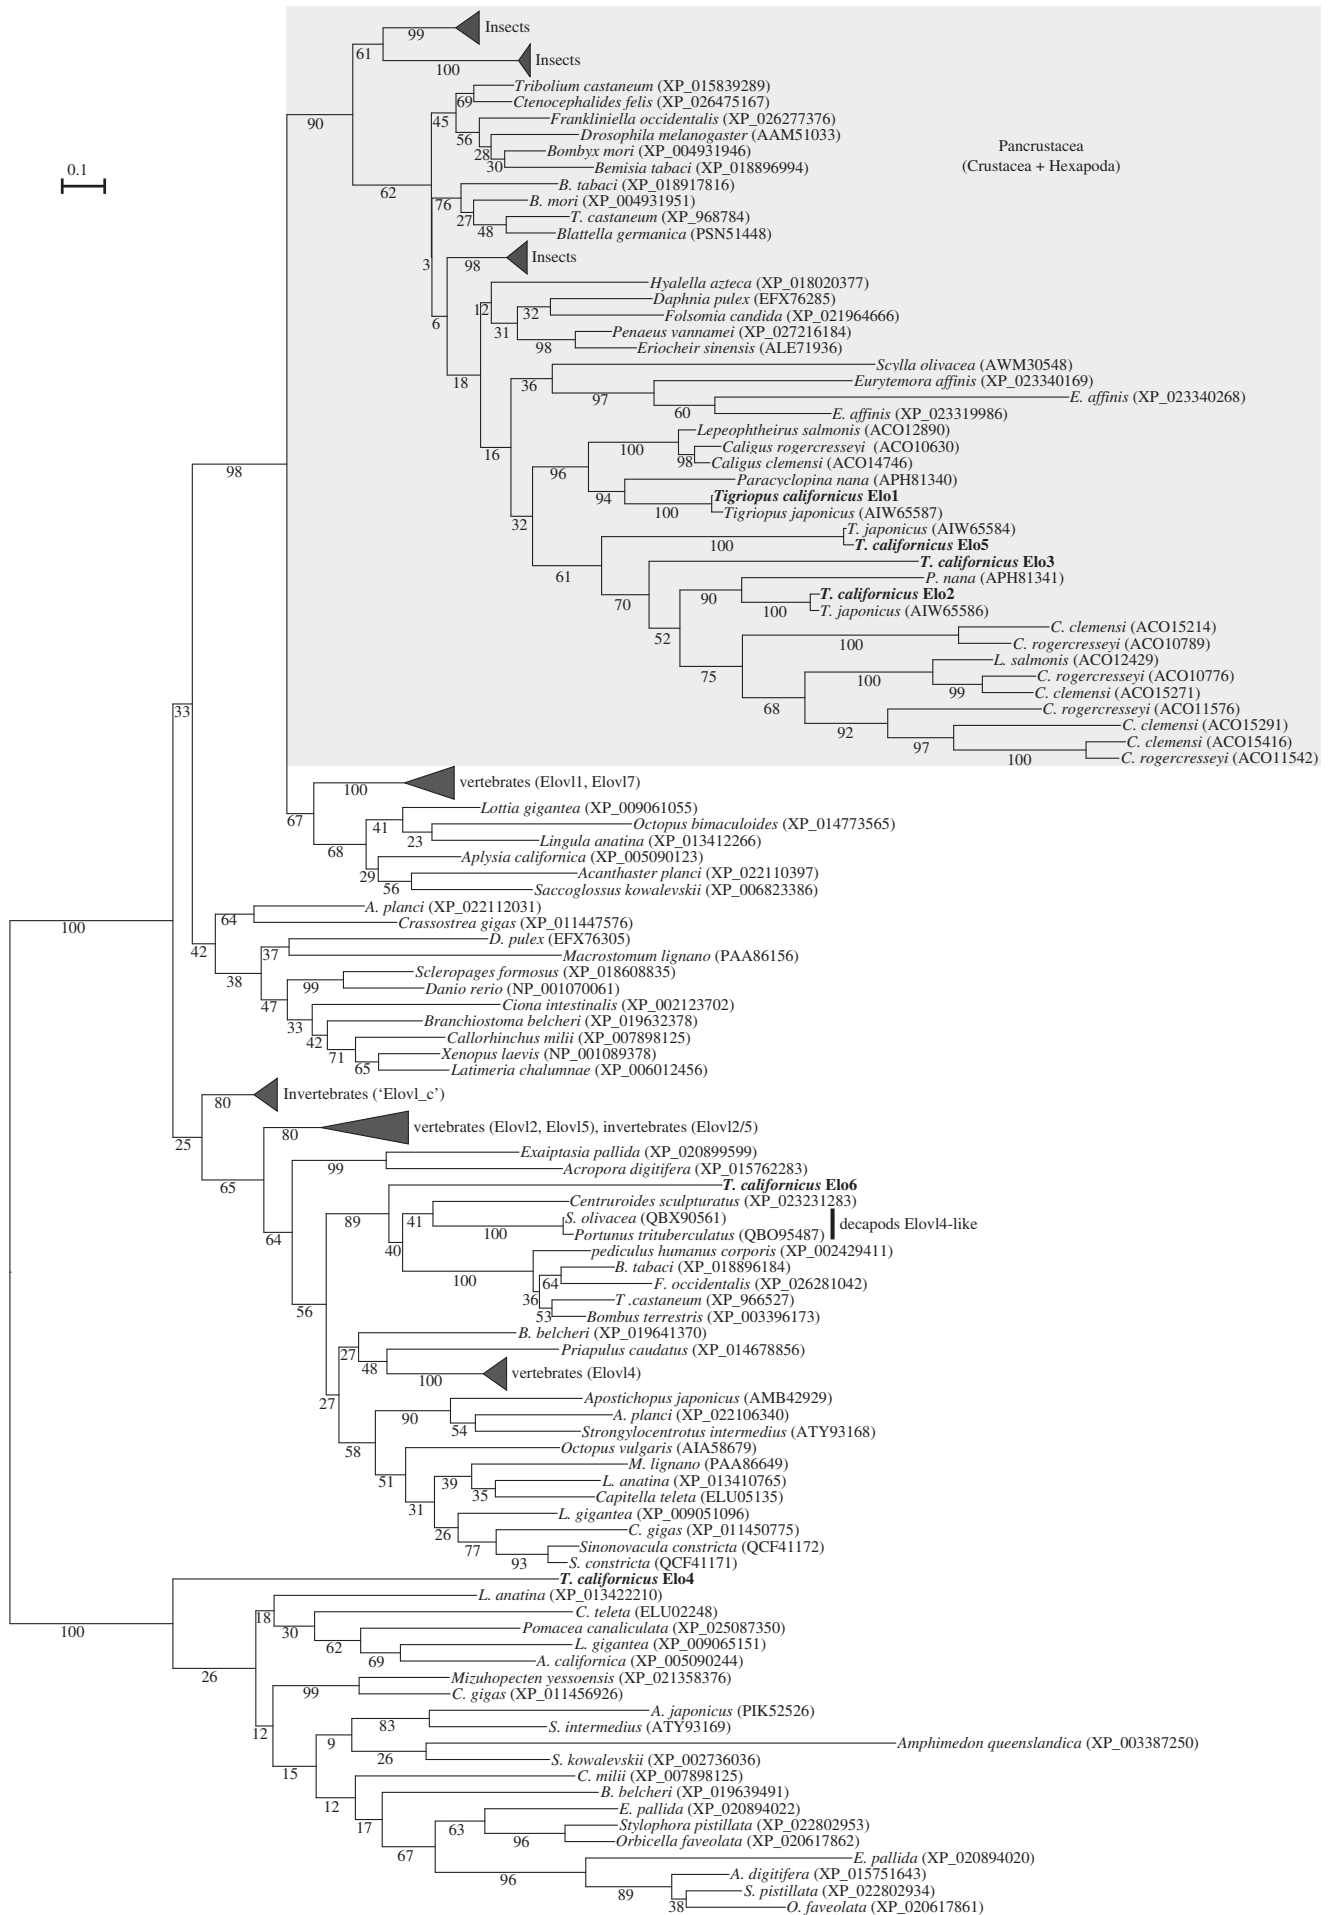 99
Insects
61
100
Insects
Tribolium castaneum (XP_015839289)
69
Ctenocephalides felis (XP_026475167)
90
45
Frankliniella occidentalis (XP_026277376)
56
Drosophila melanogaster (AAM51033)
28
Bombyx mori (XP_004931946)
30
Bemisia tabaci (XP_018896994)
Pancrustacea
(Crustacea + Hexapoda)
0.1
62
B. tabaci (XP_018917816)
76
B. mori (XP_004931951)
27
T. castaneum (XP_968784)
48
Blattella germanica (PSN51448)
3
98
Insects
Hyalella azteca (XP_018020377)
12
Daphnia pulex (EFX76285)
32
Folsomia candida (XP_021964666)
6
31
Penaeus vannamei (XP_027216184)
98
Eriocheir sinensis (ALE71936)
18
Scylla olivacea (AWM30548)
36
Eurytemora affinis (XP_023340169)
97
E. affinis (XP_023340268)
60
E. affinis (XP_023319986)
Lepeophtheirus salmonis (ACO12890)
100
Caligus rogercresseyi (ACO10630)
98
Caligus clemensi (ACO14746)
16
96
Paracyclopina nana (APH81340)
94
Tigriopus californicus Elo1
100
Tigriopus japonicus (AIW65587)
98
32
T. japonicus (AIW65584)
100
T. californicus Elo5
61
T. californicus Elo3
P. nana (APH81341)
70
90
T. californicus Elo2
100
T. japonicus (AIW65586)
52
C. clemensi (ACO15214)
100
C. rogercresseyi (ACO10789)
75
L. salmonis (ACO12429)
100
C. rogercresseyi (ACO10776)
99
C. clemensi (ACO15271)
68
C. rogercresseyi (ACO11576)
92
C. clemensi (ACO15291)
97
C. clemensi (ACO15416)
100
C. rogercresseyi (ACO11542)
33
100
vertebrates (Elovl1, Elovl7)
67
Lottia gigantea (XP_009061055)
41
Octopus bimaculoides (XP_014773565)
23
Lingula anatina (XP_013412266)
68
Aplysia californica (XP_005090123)
29
Acanthaster planci (XP_022110397)
56
Saccoglossus kowalevskii (XP_006823386)
A. planci (XP_022112031)
64
Crassostrea gigas (XP_011447576)
100
42
D. pulex (EFX76305)
37
Macrostomum lignano (PAA86156)
38
Scleropages formosus (XP_018608835)
99
Danio rerio (NP_001070061)
47
Ciona intestinalis (XP_002123702)
33
Branchiostoma belcheri (XP_019632378)
42
Callorhinchus milii (XP_007898125)
71
Xenopus laevis (NP_001089378)
65
Latimeria chalumnae (XP_006012456)
80
Invertebrates (‘Elovl_c’)
25
80
vertebrates (Elovl2, Elovl5), invertebrates (Elovl2/5)
65
Exaiptasia pallida (XP_020899599)
99
Acropora digitifera (XP_015762283)
T. californicus Elo6
64
89
Centruroides sculpturatus (XP_023231283)
41
S. olivacea (QBX90561)
100
Portunus trituberculatus (QBO95487)
decapods Elovl4-like
40
pediculus humanus corporis (XP_002429411)
100
B. tabaci (XP_018896184)
64
F. occidentalis (XP_026281042)
36
T .castaneum (XP_966527)
53
Bombus terrestris (XP_003396173)
56
B. belcheri (XP_019641370)
27
Priapulus caudatus (XP_014678856)
48
100
vertebrates (Elovl4)
27
Apostichopus japonicus (AMB42929)
90
A. planci (XP_022106340)
54
Strongylocentrotus intermedius (ATY93168)
58
Octopus vulgaris (AIA58679)
51
M. lignano (PAA86649)
39
L. anatina (XP_013410765)
35
Capitella teleta (ELU05135)
31
L. gigantea (XP_009051096)
26
C. gigas (XP_011450775)
77
Sinonovacula constricta (QCF41172)
93
S. constricta (QCF41171)
T. californicus Elo4
100
L. anatina (XP_013422210)
18
C. teleta (ELU02248)
30
Pomacea canaliculata (XP_025087350)
62
L. gigantea (XP_009065151)
69
A. californica (XP_005090244)
26
Mizuhopecten yessoensis (XP_021358376)
99
C. gigas (XP_011456926)
12
A. japonicus (PIK52526)
83
S. intermedius (ATY93169)
9
Amphimedon queenslandica (XP_003387250)
26
S. kowalevskii (XP_002736036)
15
C. milii (XP_007898125)
12
B. belcheri (XP_019639491)
17
E. pallida (XP_020894022)
63
Stylophora pistillata (XP_022802953)
96
Orbicella faveolata (XP_020617862)
67
E. pallida (XP_020894020)
96
A. digitifera (XP_015751643)
89
S. pistillata (XP_022802934)
38
O. faveolata (XP_020617861)